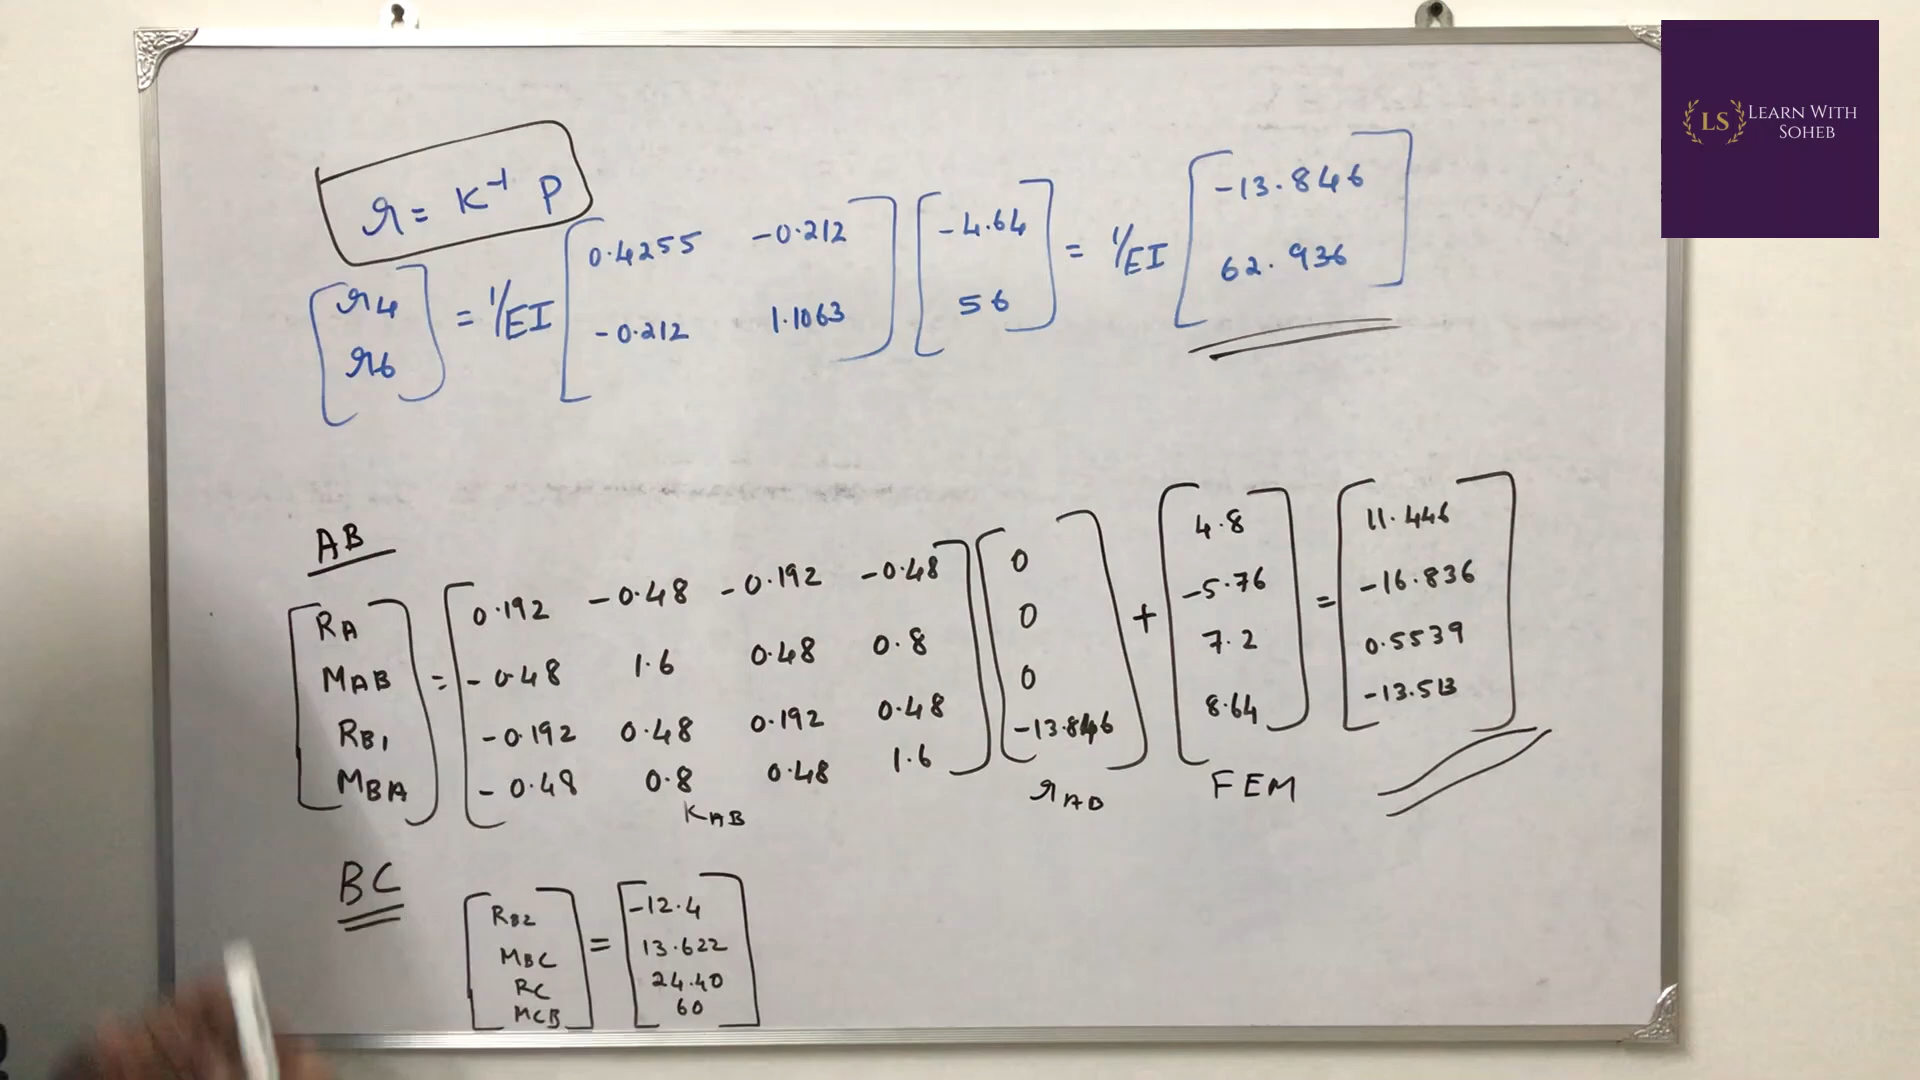 r = K⁻¹ P
[r4 r6] = 1/EI [0.4255 -0.212 -0.212 1.1063] [-4.64 56] = 1/EI [-13.846 62.936]
AB
RA 0.192 -0.48 -0.192 -0.48 0 4.8 11.446
MAB = -0.48 1.6 0.48 0.8 0 + -5.76 = -16.836
RB1 -0.192 0.48 0.192 0.48 0 7.2 0.5539
MBA -0.48 0.8 0.48 1.6 -13.846 8.64 -13.513
KAB rAB FEM
BC
RB2 -12.4
MBC = 13.622
RC 24.40
MCB 60
LS LEARN WITH
SOHEB